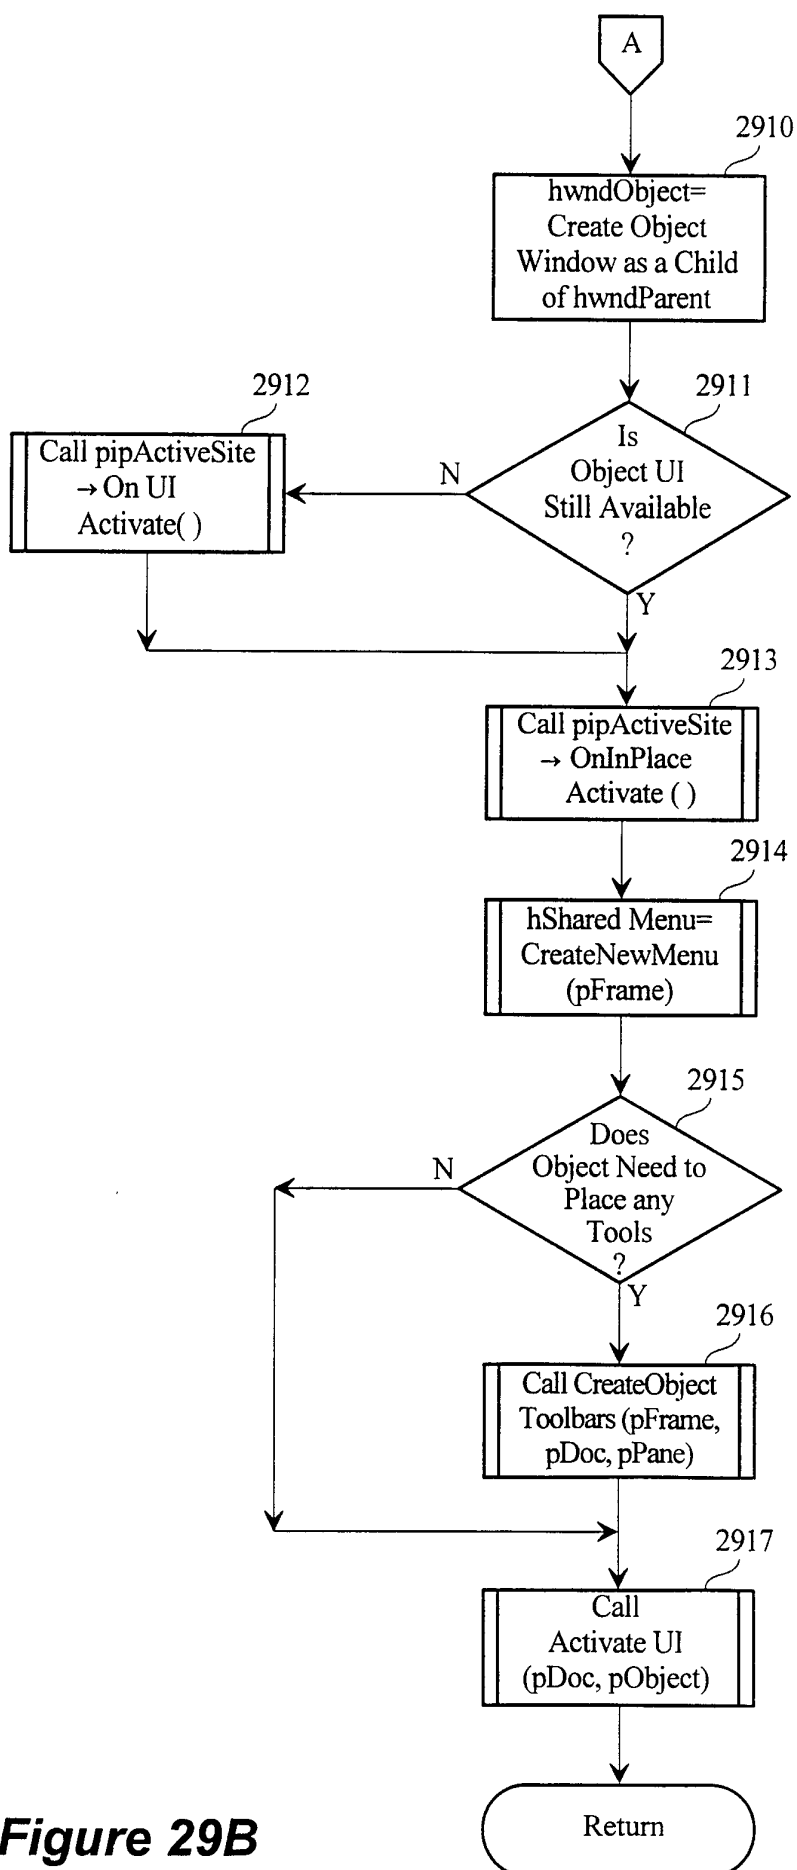 A
2910
hwndObject=
Create Object
Window as a Child
of hwndParent
2911
Is
Object UI
Still Available
?
N
Y
2912
Call pipActiveSite
→ On UI
Activate( )
2913
Call pipActiveSite
→ OnInPlace
Activate ( )
2914
hShared Menu=
CreateNewMenu
(pFrame)
2915
Does
Object Need to
Place any
Tools
?
N
Y
2916
Call CreateObject
Toolbars (pFrame,
pDoc, pPane)
2917
Call
Activate UI
(pDoc, pObject)
Return
Figure 29B